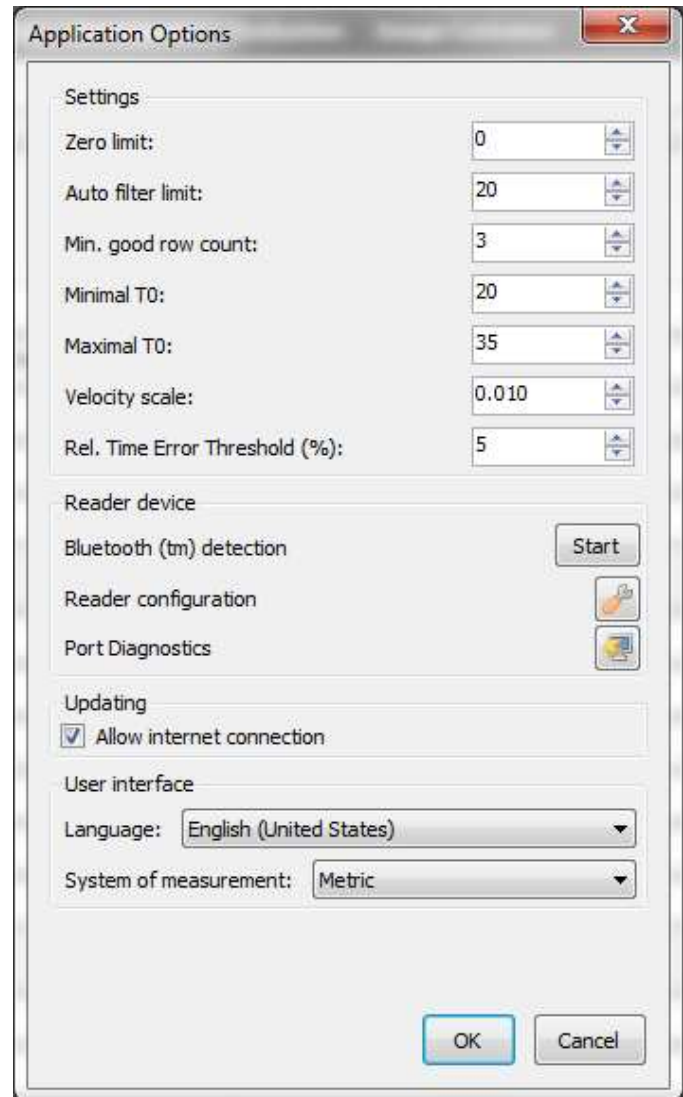 Application Options
Settings
Zero limit: 0
Auto filter limit: 20
Min. good row count: 3
Minimal T0: 20
Maximal T0: 35
Velocity scale: 0.010
Rel. Time Error Threshold (%): 5
Reader device
Bluetooth (tm) detection Start
Reader configuration
Port Diagnostics
Updating
Allow internet connection
User interface
Language: English (United States)
System of measurement: Metric
OK Cancel